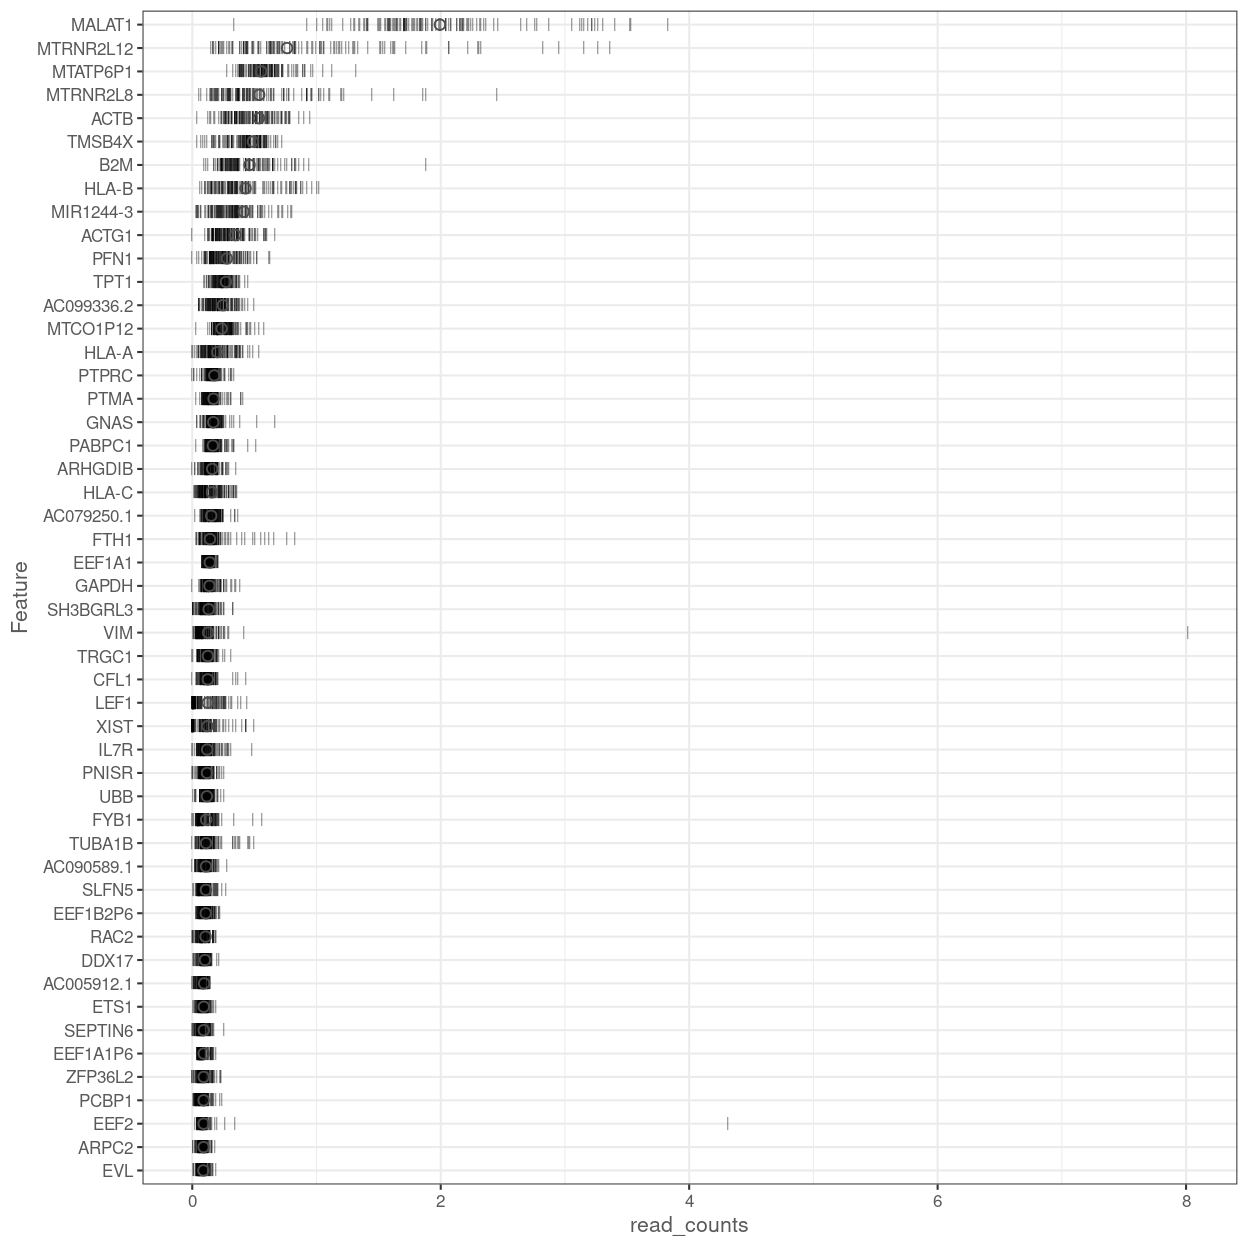 MALAT1
MTRNR2L12
MTATP6P1
MTRNR2L8
ACTB
TMSB4X
B2M
HLA-B
MIR1244-3
ACTG1
PFN1
TPT1
AC099336.2
MTCO1P12
HLA-A
PTPRC
PTMA
GNAS
PABPC1
ARHGDIB
HLA-C
AC079250.1
FTH1
EEF1A1
GAPDH
SH3BGRL3
VIM
TRGC1
CFL1
LEF1
XIST
IL7R
PNISR
UBB
FYB1
TUBA1B
AC090589.1
SLFN5
EEF1B2P6
RAC2
DDX17
AC005912.1
ETS1
SEPTIN6
EEF1A1P6
ZFP36L2
PCBP1
EEF2
ARPC2
EVL
Feature
0 2 4 6 8
read_counts